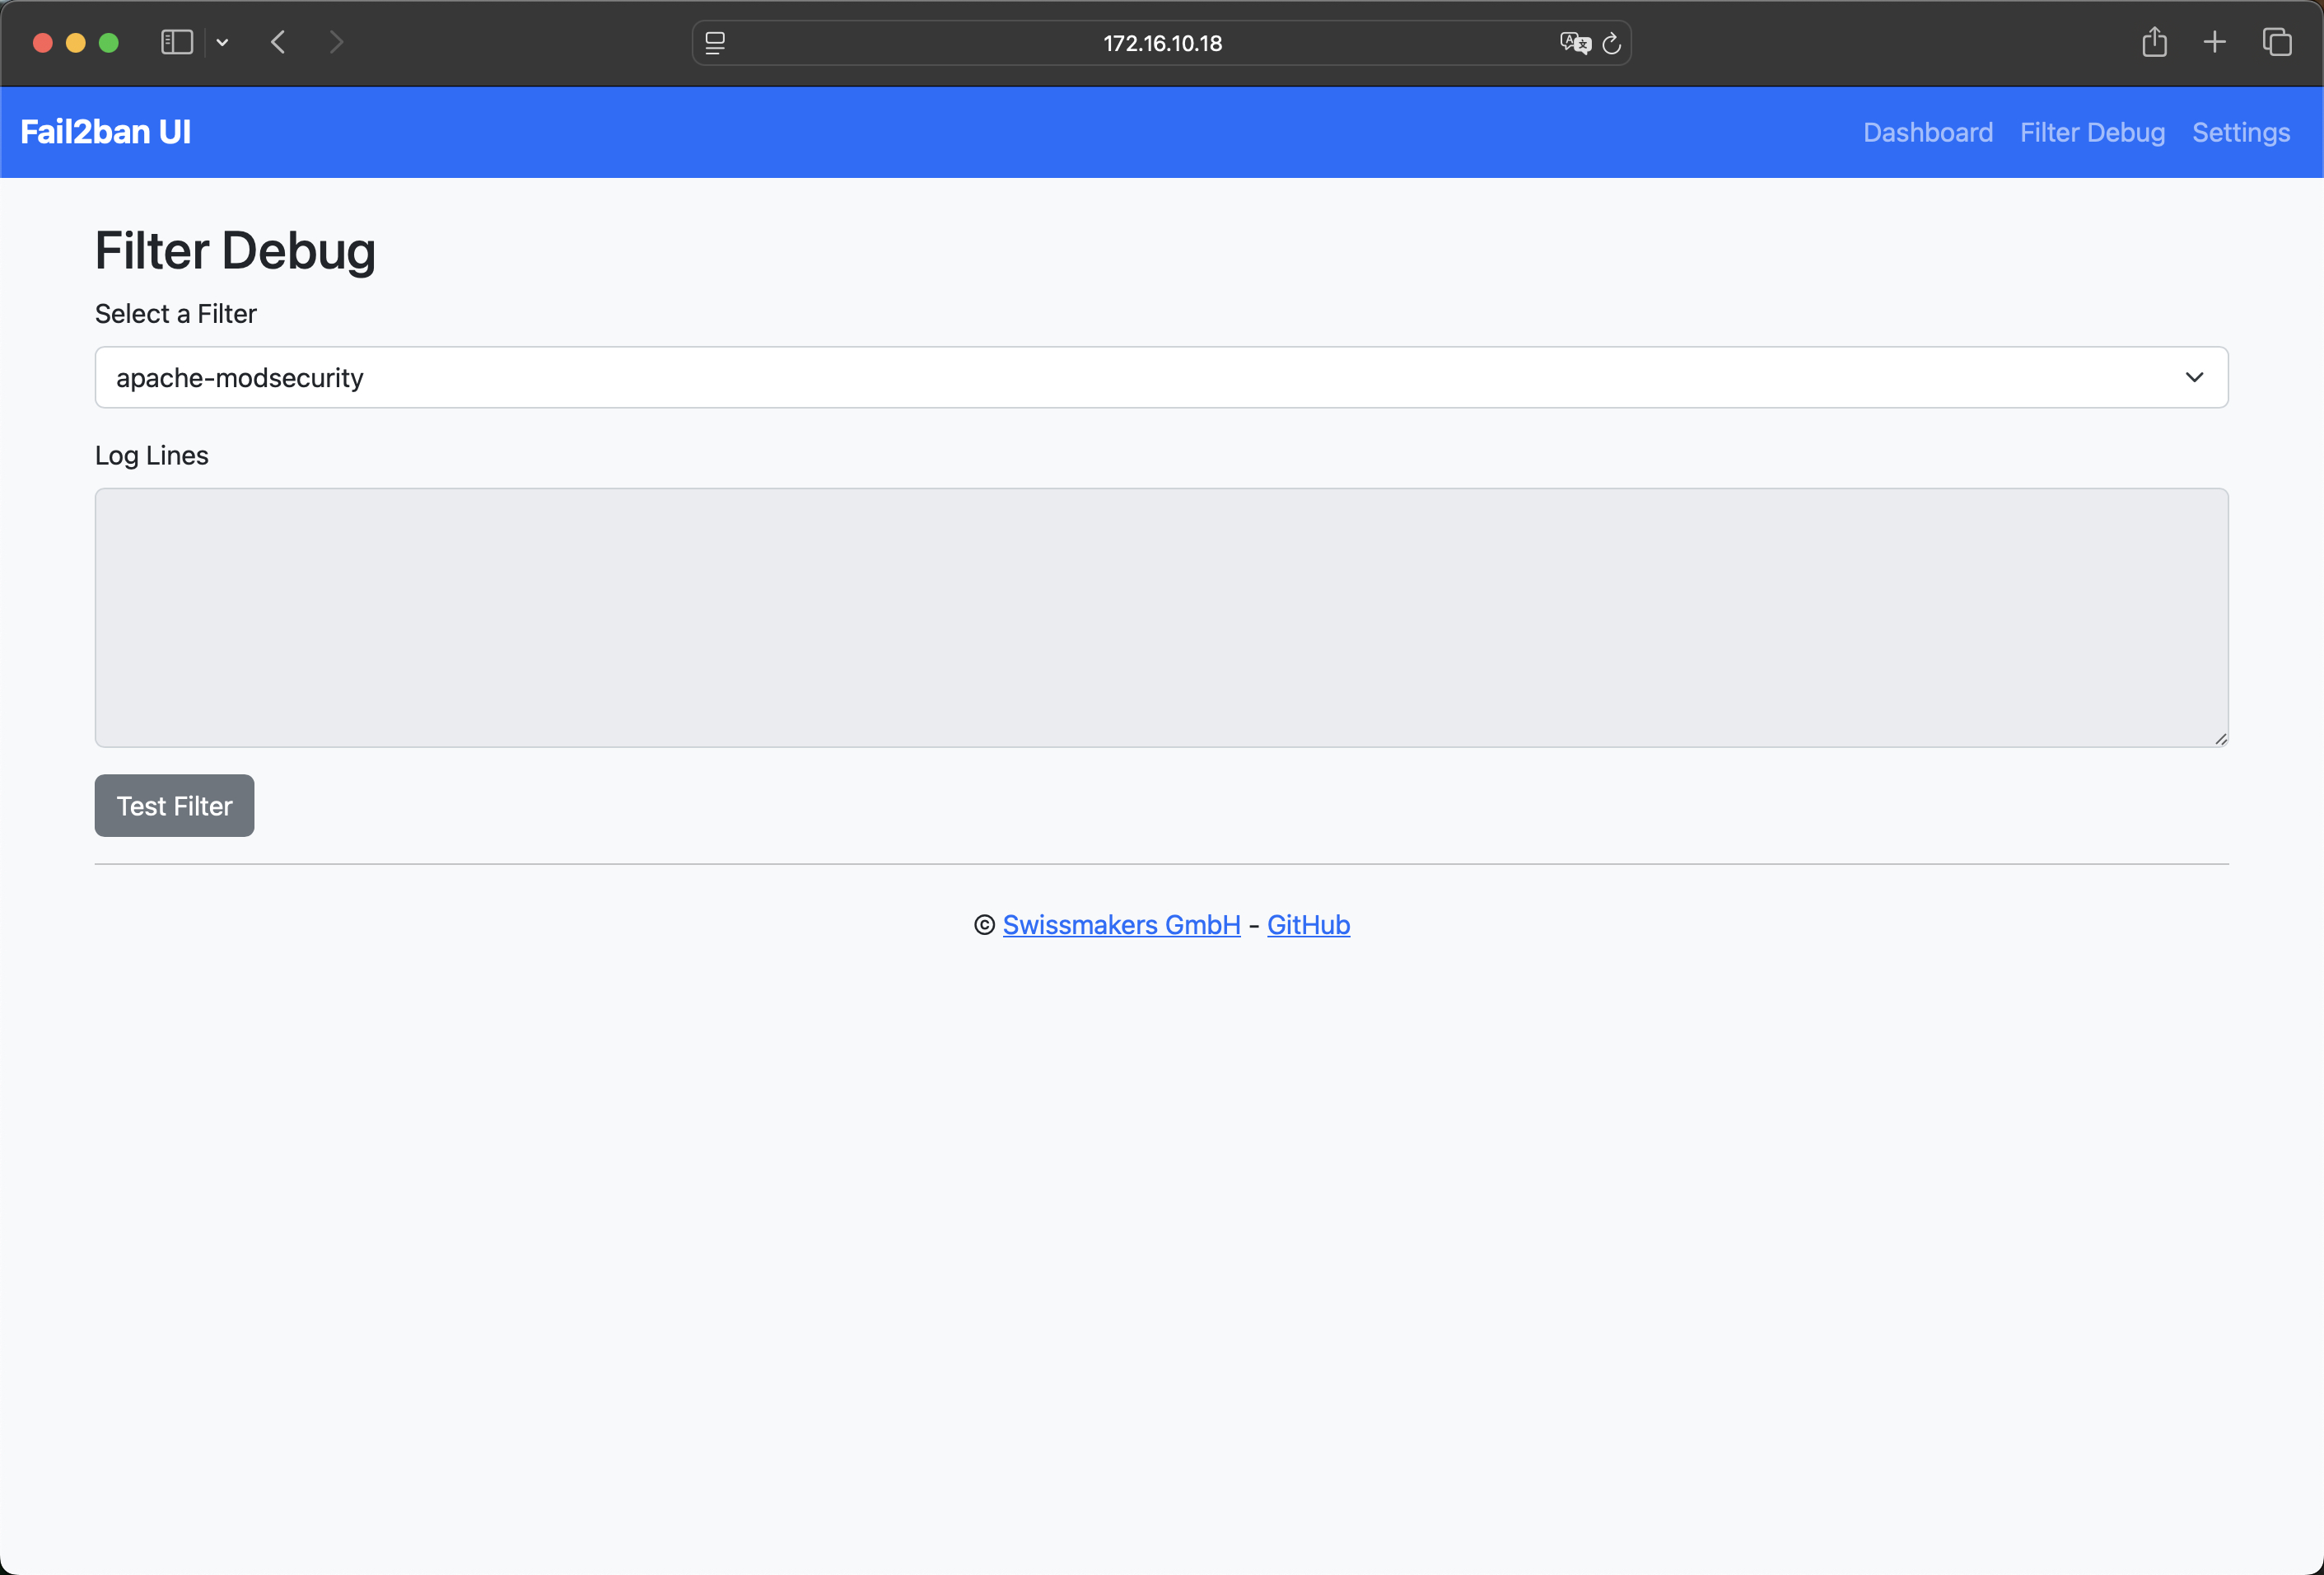 172.16.10.18
Fail2ban UI
Dashboard Filter Debug Settings
Filter Debug
Select a Filter
apache-modsecurity
Log Lines
Test Filter
© Swissmakers GmbH - GitHub